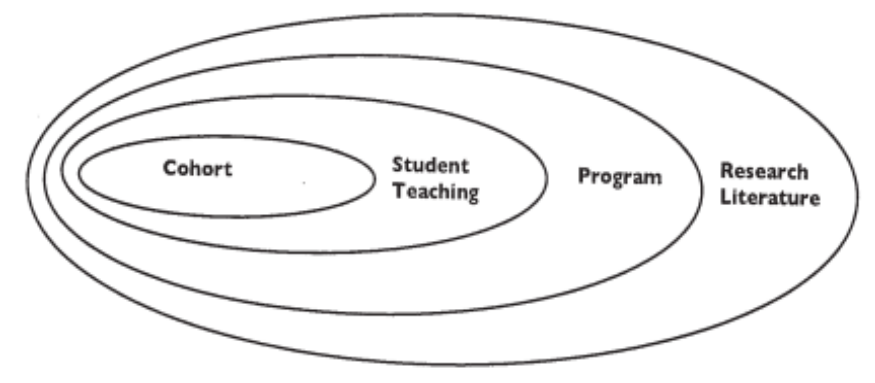 Cohort
Student
Teaching
Program
Research
Literature